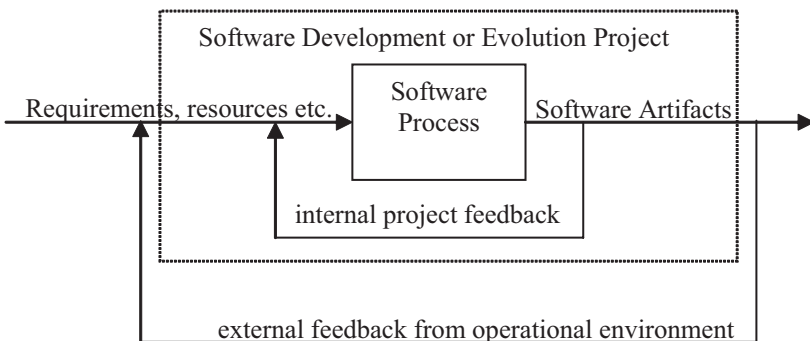 Software Development or Evolution Project
Requirements, resources etc.
Software
Process
Software Artifacts
internal project feedback
external feedback from operational environment